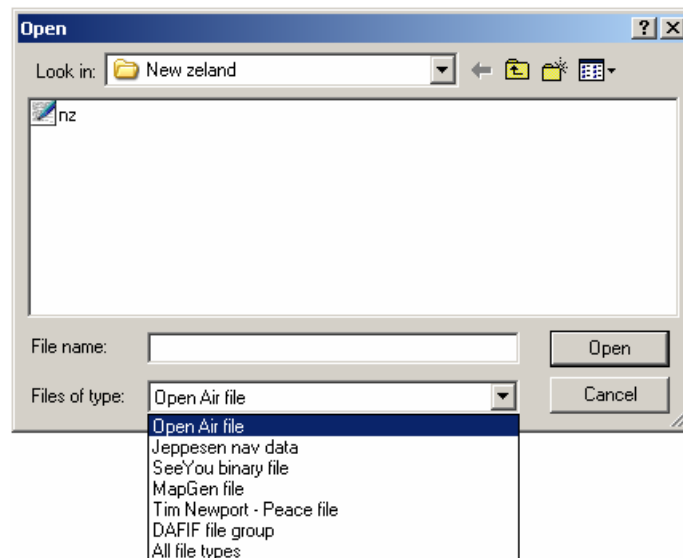 Open
Look in: New zeland
nz
File name:
Open
Files of type: Open Air file
Cancel
Open Air file
Jeppesen nav data
SeeYou binary file
MapGen file
Tim Newport - Peace file
DAFIF file group
All file types